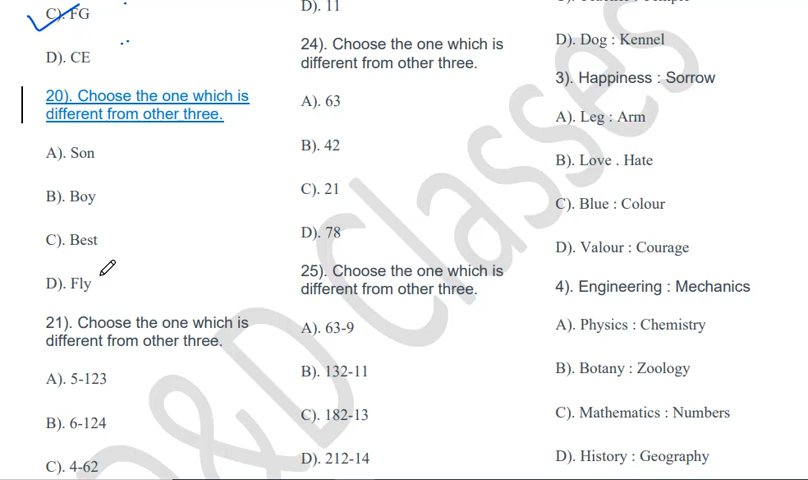 C). FG
D). CE
20). Choose the one which is
different from other three.
A). Son
B). Boy
C). Best
D). Fly
21). Choose the one which is
different from other three.
A). 5-123
B). 6-124
C). 4-62
D). 11
24). Choose the one which is
different from other three.
A). 63
B). 42
C). 21
D). 78
25). Choose the one which is
different from other three.
A). 63-9
B). 132-11
C). 182-13
D). 212-14
D). Dog : Kennel
3). Happiness : Sorrow
A). Leg : Arm
B). Love . Hate
C). Blue : Colour
D). Valour : Courage
4). Engineering : Mechanics
A). Physics : Chemistry
B). Botany : Zoology
C). Mathematics : Numbers
D). History : Geography
D&D Classes